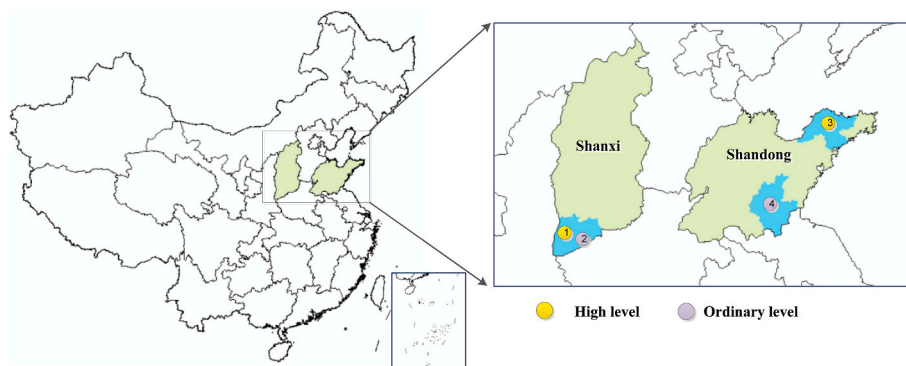 Shanxi
Shandong
3
4
1
2
High level
Ordinary level